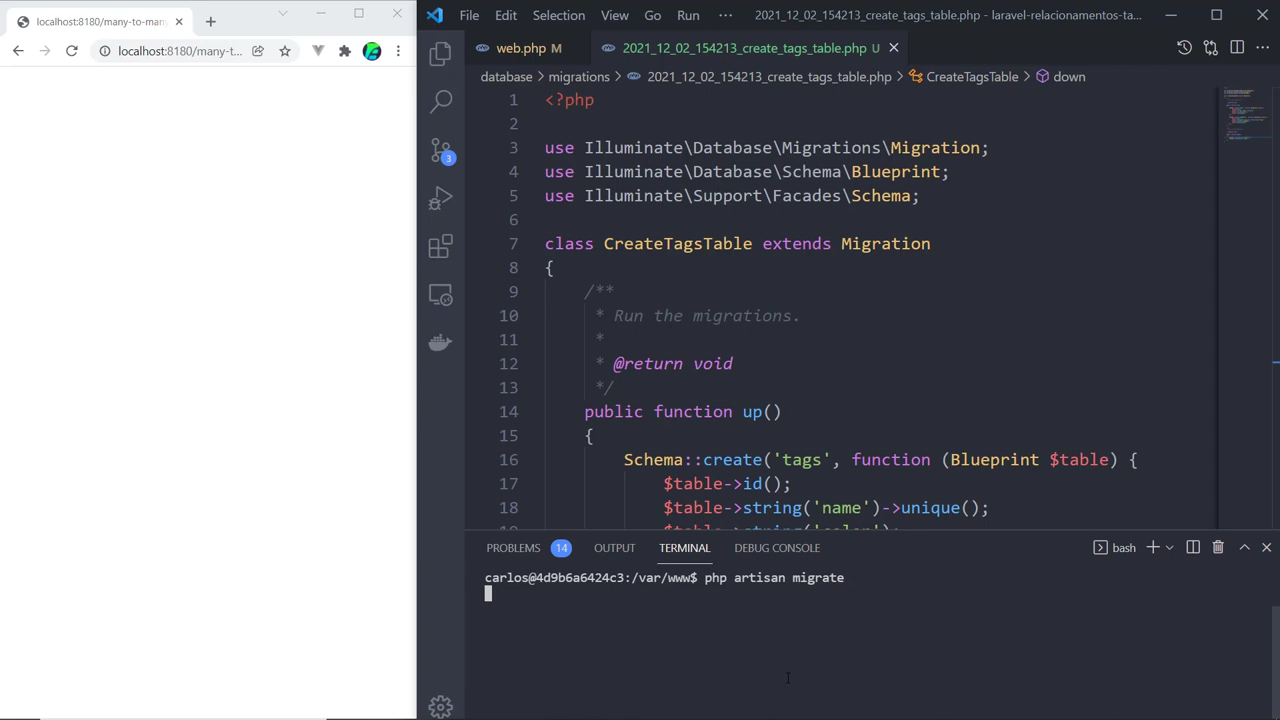 localhost:8180/many-to-man
localhost:8180/many-t...
File Edit Selection View Go Run ... 2021_12_02_154213_create_tags_table.php - laravel-relacionamentos-ta...
web.php M
2021_12_02_154213_create_tags_table.php U
database > migrations > 2021_12_02_154213_create_tags_table.php > CreateTagsTable > down
1 <?php
2
3 use Illuminate\Database\Migrations\Migration;
4 use Illuminate\Database\Schema\Blueprint;
5 use Illuminate\Support\Facades\Schema;
6
7 class CreateTagsTable extends Migration
8 {
9 /**
10 * Run the migrations.
11 *
12 * @return void
13 */
14 public function up()
15 {
16 Schema::create('tags', function (Blueprint $table) {
17 $table->id();
18 $table->string('name')->unique();
19 $table->string('color');
3
PROBLEMS 14 OUTPUT TERMINAL DEBUG CONSOLE bash
carlos@4d9b6a6424c3:/var/www$ php artisan migrate